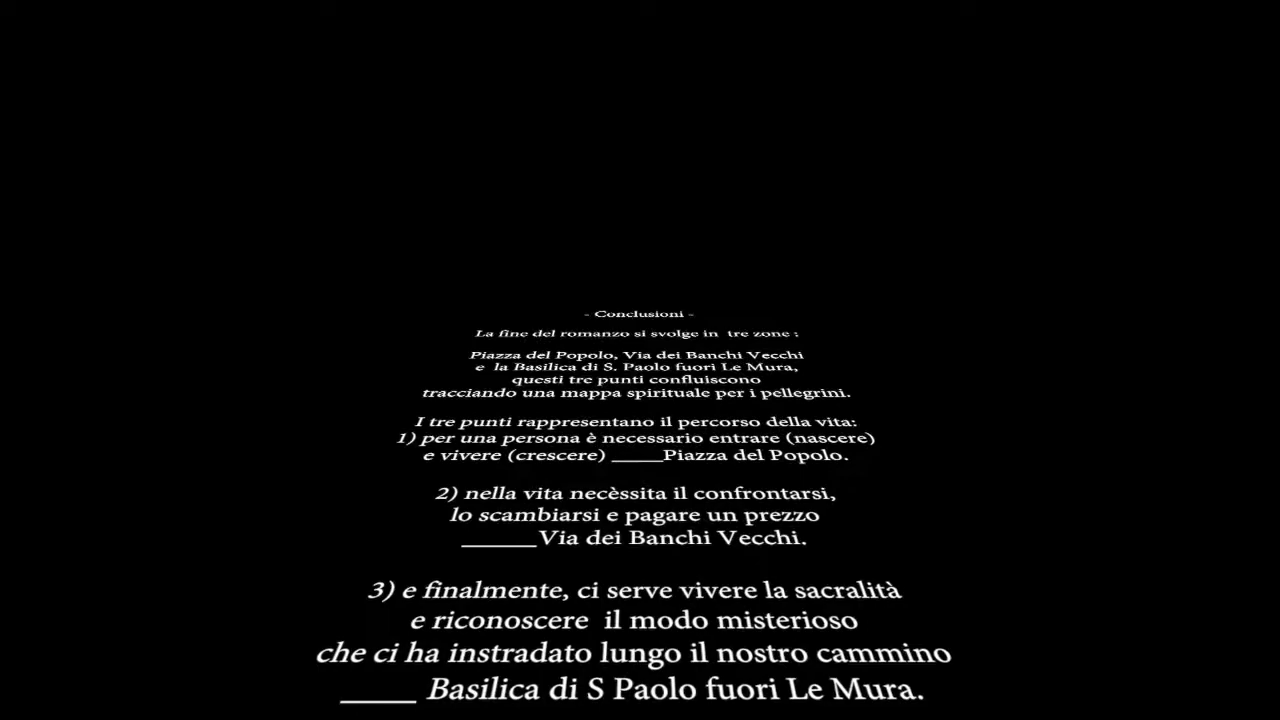 - Conclusioni -
La fine del romanzo si svolge in tre zone :
Piazza del Popolo, Via dei Banchi Vecchi
e la Basilica di S. Paolo fuori Le Mura,
questi tre punti confluiscono
tracciando una mappa spirituale per i pellegrini.
I tre punti rappresentano il percorso della vita:
1) per una persona è necessario entrare (nascere)
e vivere (crescere) _____Piazza del Popolo.
2) nella vita necèssita il confrontarsi,
lo scambiarsi e pagare un prezzo
______Via dei Banchi Vecchi.
3) e finalmente, ci serve vivere la sacralità
e riconoscere il modo misterioso
che ci ha instradato lungo il nostro cammino
____ Basilica di S Paolo fuori Le Mura.